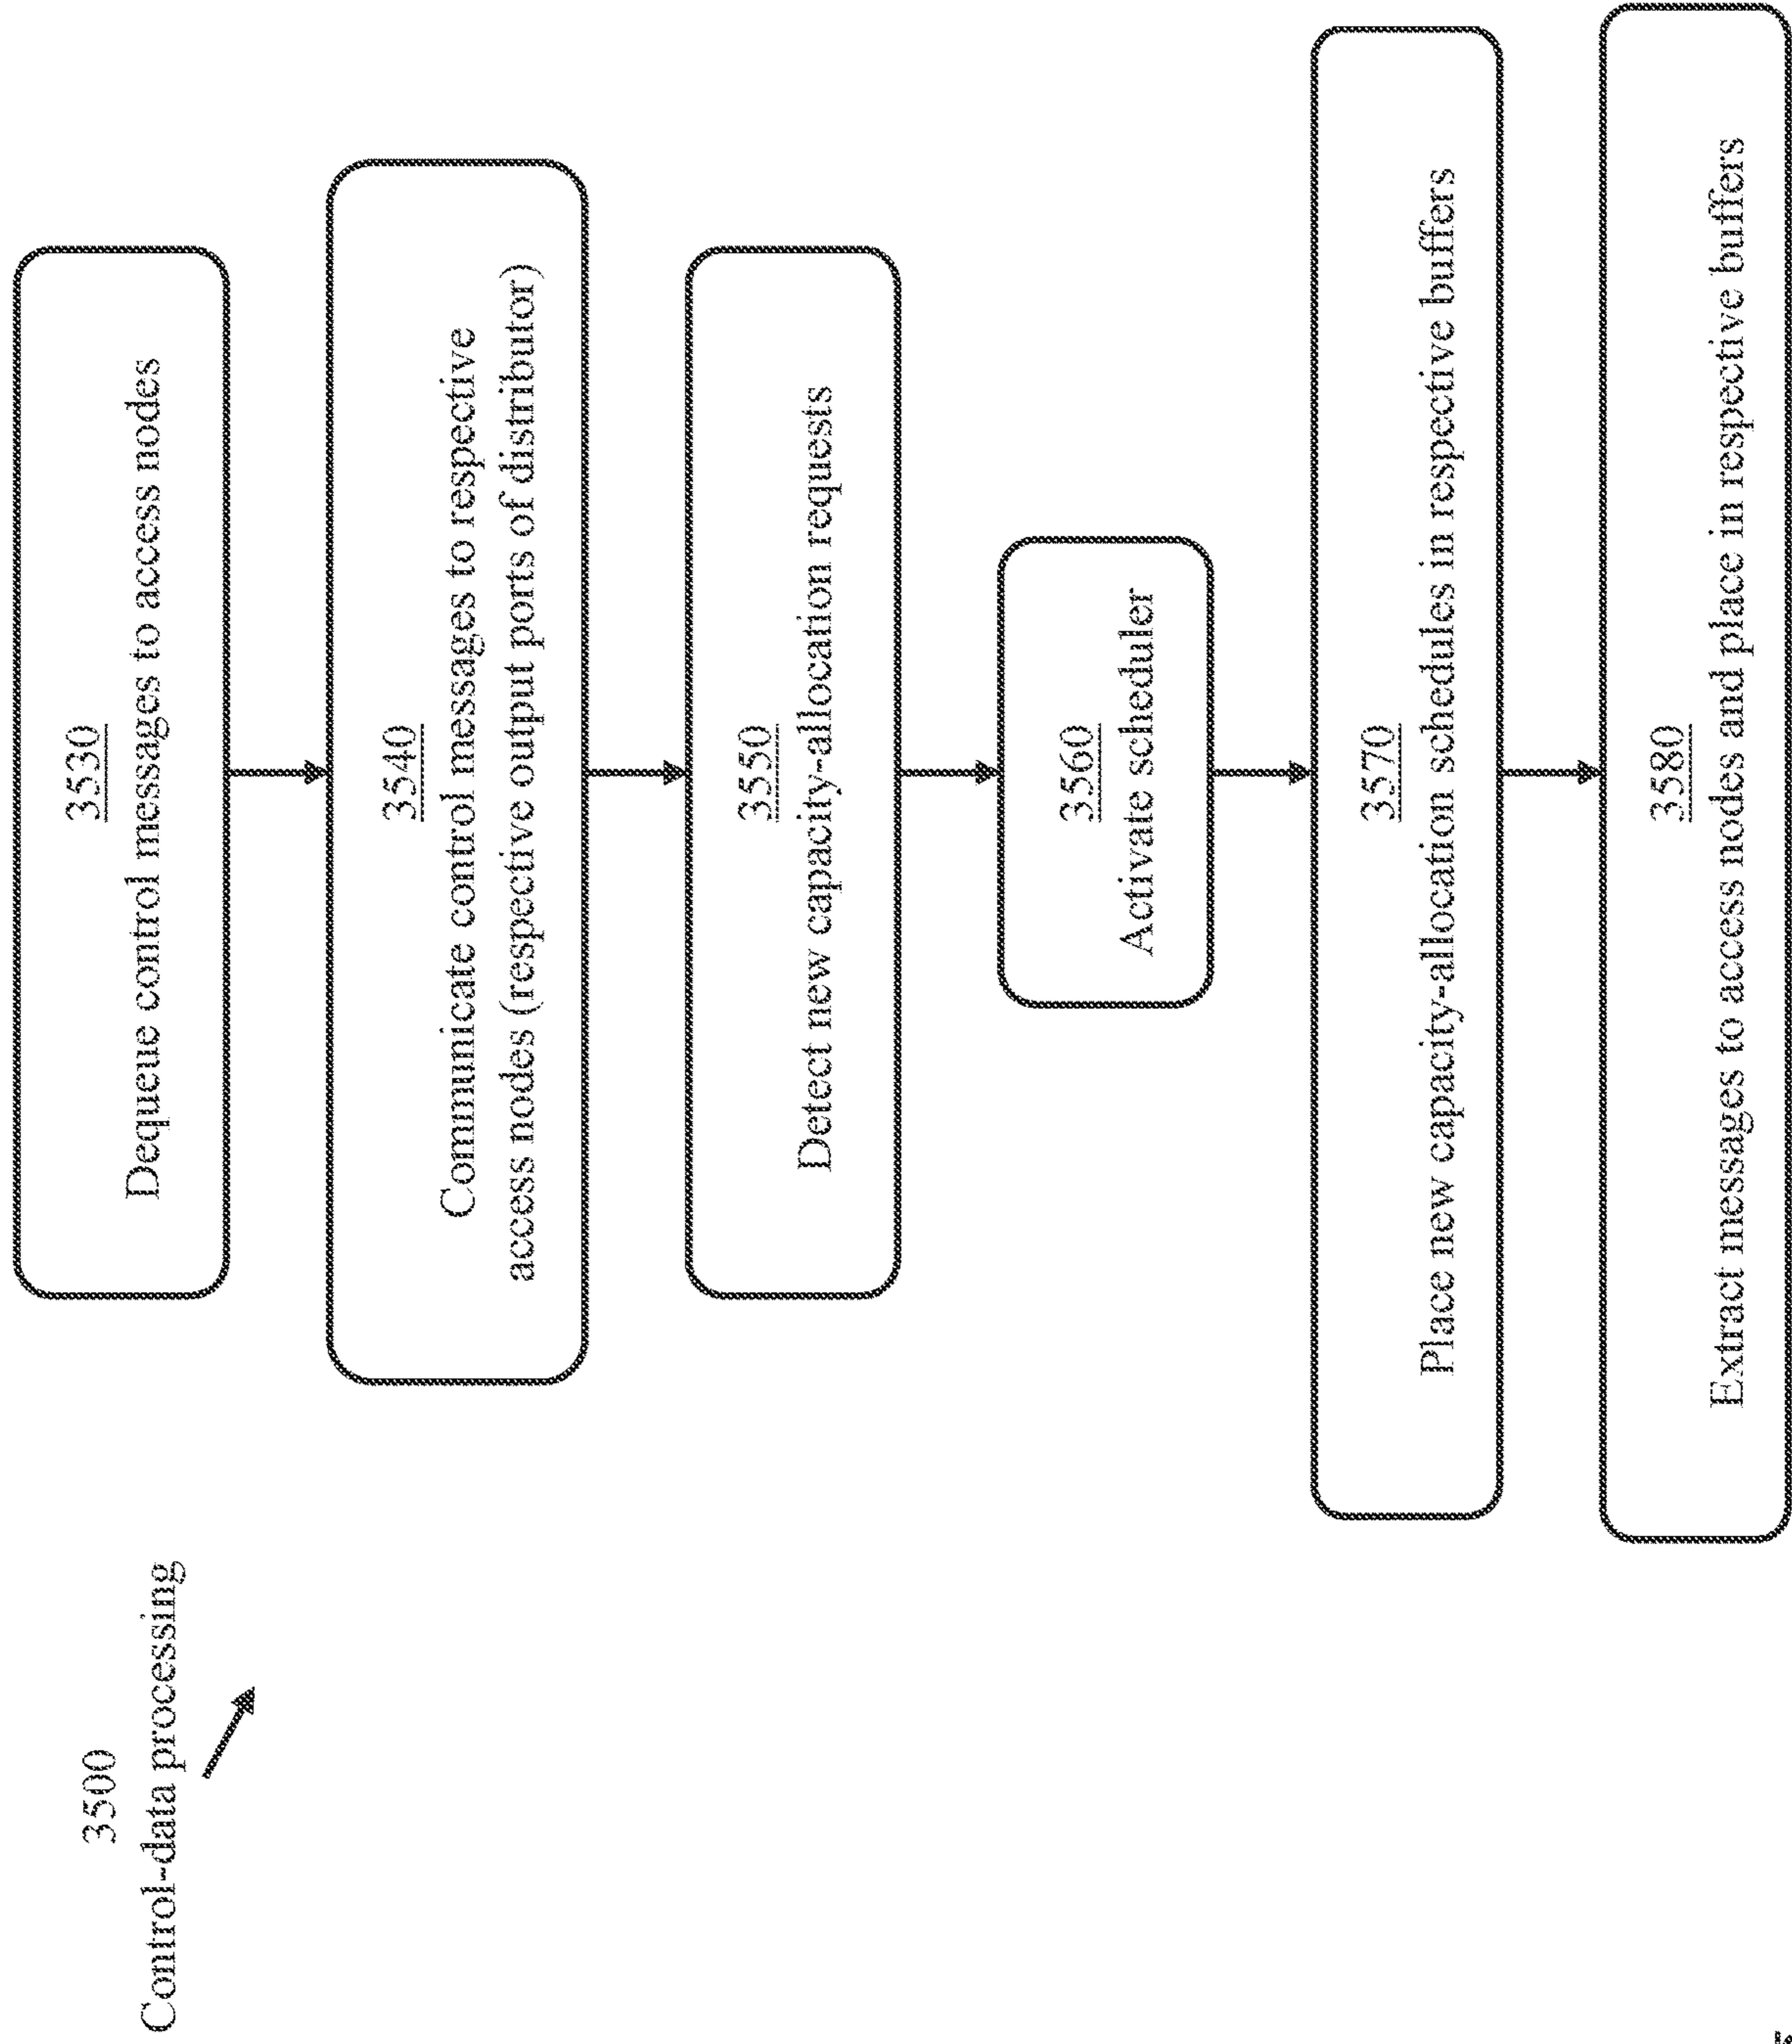 3500
Control-data processing
3530
Dequeue control messages to access nodes
3540
Communicate control messages to respective
access nodes (respective output ports of distributor)
3550
Detect new capacity-allocation requests
3560
Activate scheduler
3570
Place new capacity-allocation schedules in respective buffers
3580
Extract messages to access nodes and place in respective buffers